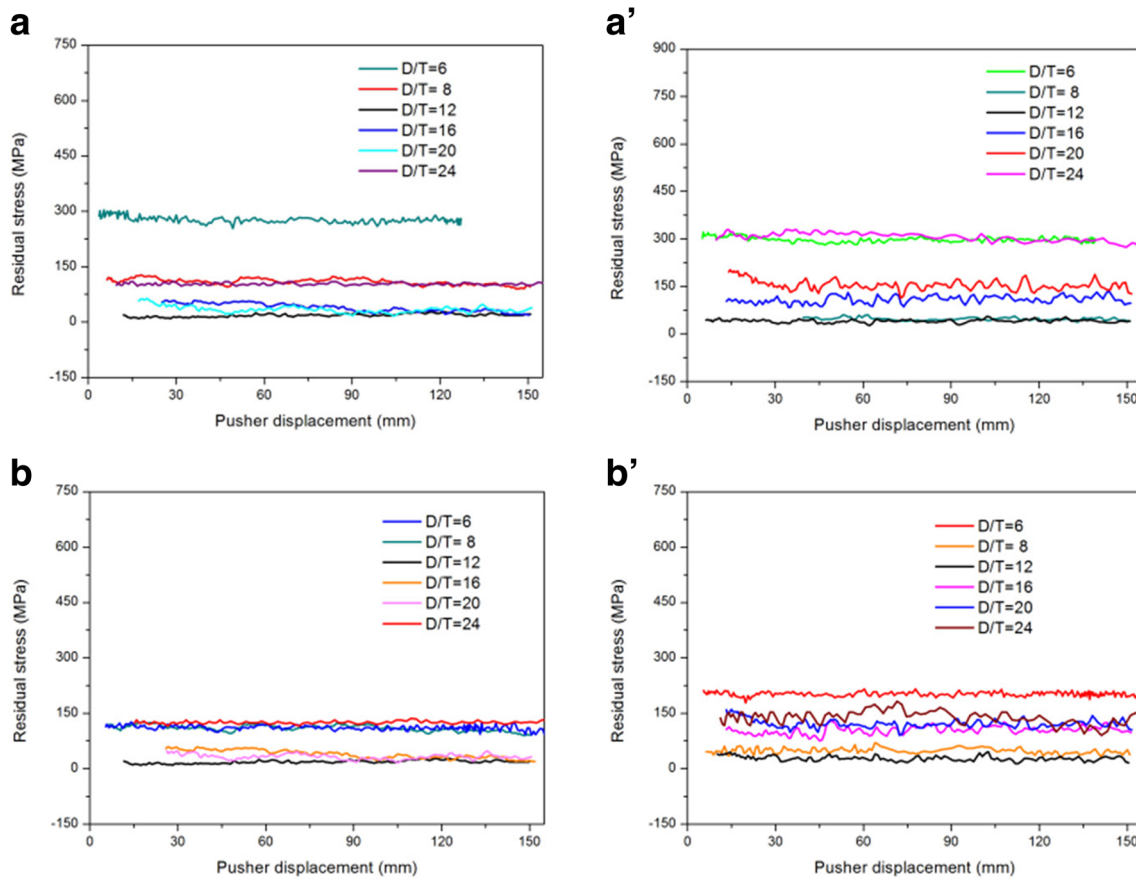 a
750
600
450
300
150
0
-150
Residual stress (MPa)
D/T=6
D/T= 8
D/T=12
D/T=16
D/T=20
D/T=24
0 30 60 90 120 150
Pusher displacement (mm)
a’
900
750
600
450
300
150
0
-150
Residual stress (MPa)
D/T=6
D/T= 8
D/T=12
D/T=16
D/T=20
D/T=24
0 30 60 90 120 150
Pusher displacement (mm)
b
750
600
450
300
150
0
-150
Residual stress (MPa)
D/T=6
D/T= 8
D/T=12
D/T=16
D/T=20
D/T=24
0 30 60 90 120 150
Pusher displacement (mm)
b’
750
600
450
300
150
0
-150
Residual stress (MPa)
D/T=6
D/T= 8
D/T=12
D/T=16
D/T=20
D/T=24
0 30 60 90 120 150
Pusher displacement (mm)